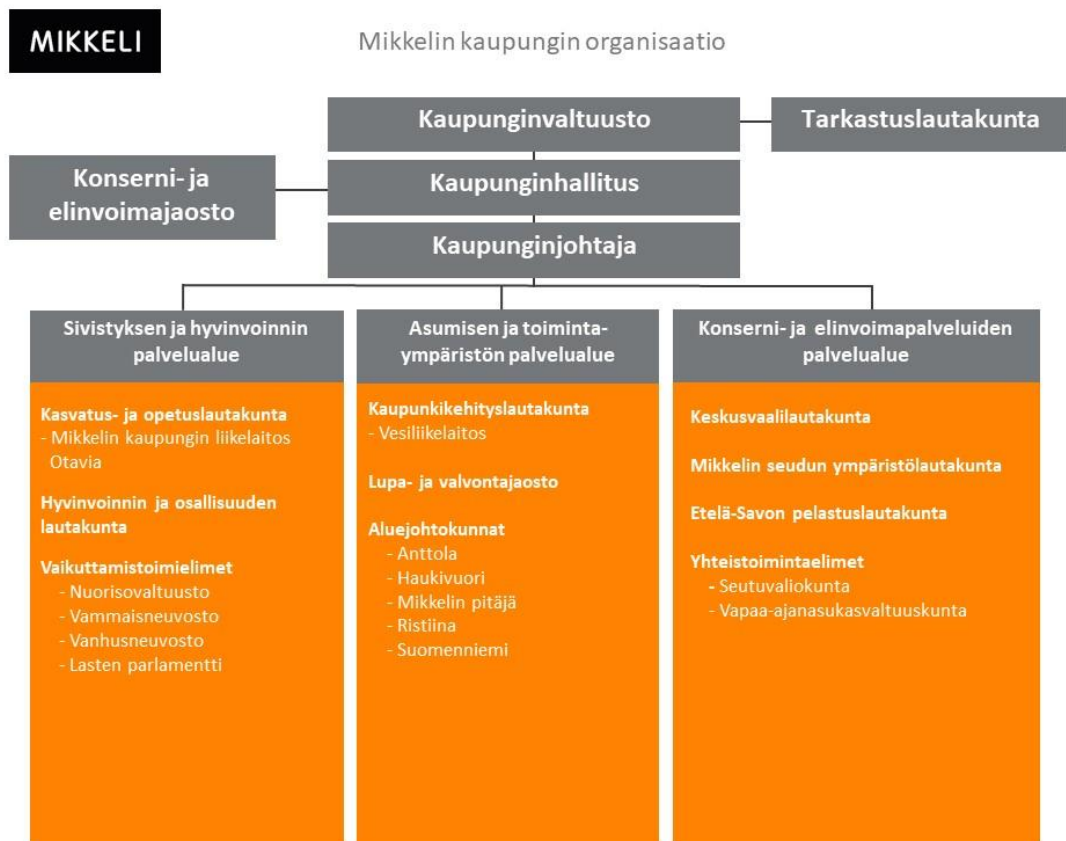 MIKKELI
Mikkelin kaupungin organisaatio
Kaupunginvaltuusto
Tarkastuslautakunta
Konserni- ja
elinvoimajaosto
Kaupunginhallitus
Kaupunginjohtaja
Sivistyksen ja hyvinvoinnin
palvelualue
Kasvatus- ja opetuslautakunta
- Mikkelin kaupungin liikelaitos
Otavia
Hyvinvoinnin ja osallisuuden
lautakunta
Vaikuttamistoimielimet
- Nuorisovaltuusto
- Vammaisneuvosto
- Vanhusneuvosto
- Lasten parlamentti
Asumisen ja toiminta-
ympäristön palvelualue
Kaupunkikehityslautakunta
- Vesiliikelaitos
Lupa- ja valvontajaosto
Aluejohtokunnat
- Anttola
- Haukivuori
- Mikkelin pitäjä
- Ristiina
- Suomenniemi
Konserni- ja elinvoimapalveluiden
palvelualue
Keskusvaalilautakunta
Mikkelin seudun ympäristölautakunta
Etelä-Savon pelastuslautakunta
Yhteistoimintaelimet
- Seutuvaliokunta
- Vapaa-ajanasukasvaltuuskunta